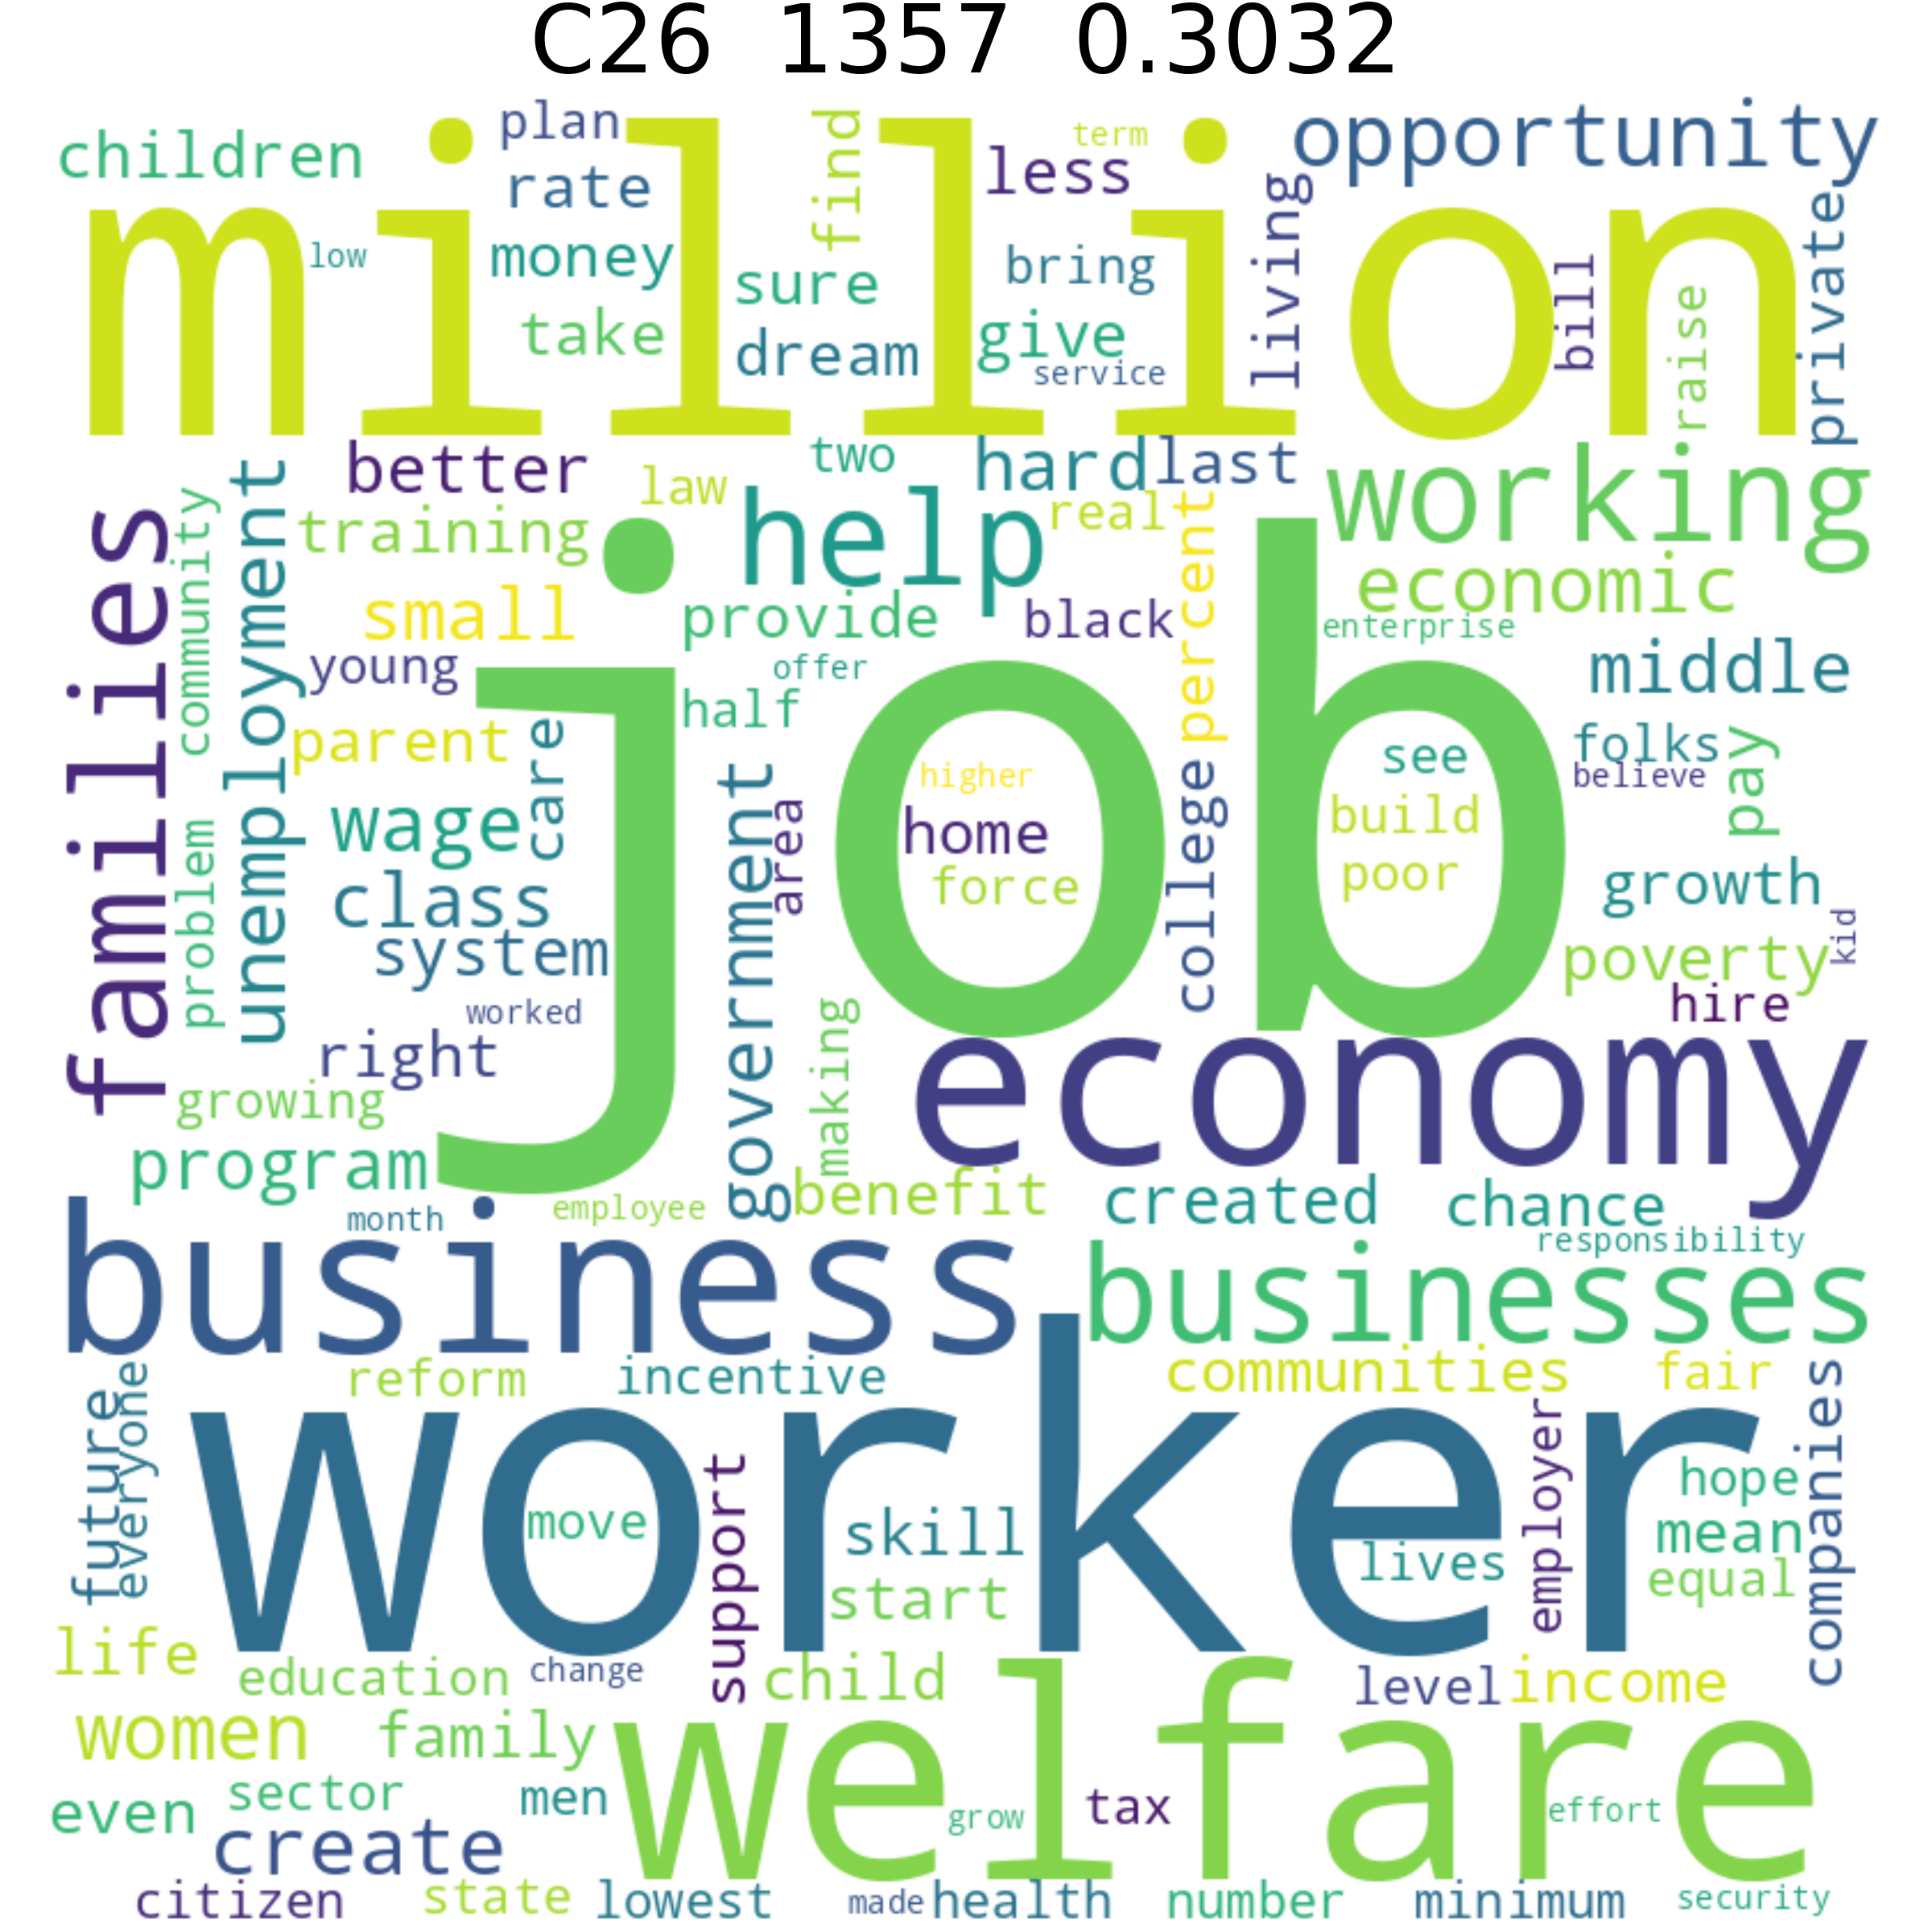 C26 1357 0.3032
children
plan
find
term
opportunity
million
rate
less
living
private
low
money
sure
bring
bill
raise
take
dream
give
service
better
law
two
hard
last
working
families
community
unemployment
training
help
real
percent
economic
small
provide
black
enterprise
middle
young
offer
job
half
parent
care
folks
believe
pay
higher
see
wage
government
area
home
college
build
problem
class
force
poor
growth
system
poverty
kid
worked
hire
right
making
economy
growing
program
benefit
created
chance
month
employee
responsibility
business
businesses
future
everyone
reform
incentive
communities
fair
companies
worker
employer
hope
move
support
skill
lives
mean
start
equal
life
education
change
child
level
income
women
family
welfare
sector
men
even
grow
tax
effort
create
citizen
state
lowest
made
health
number
minimum
security